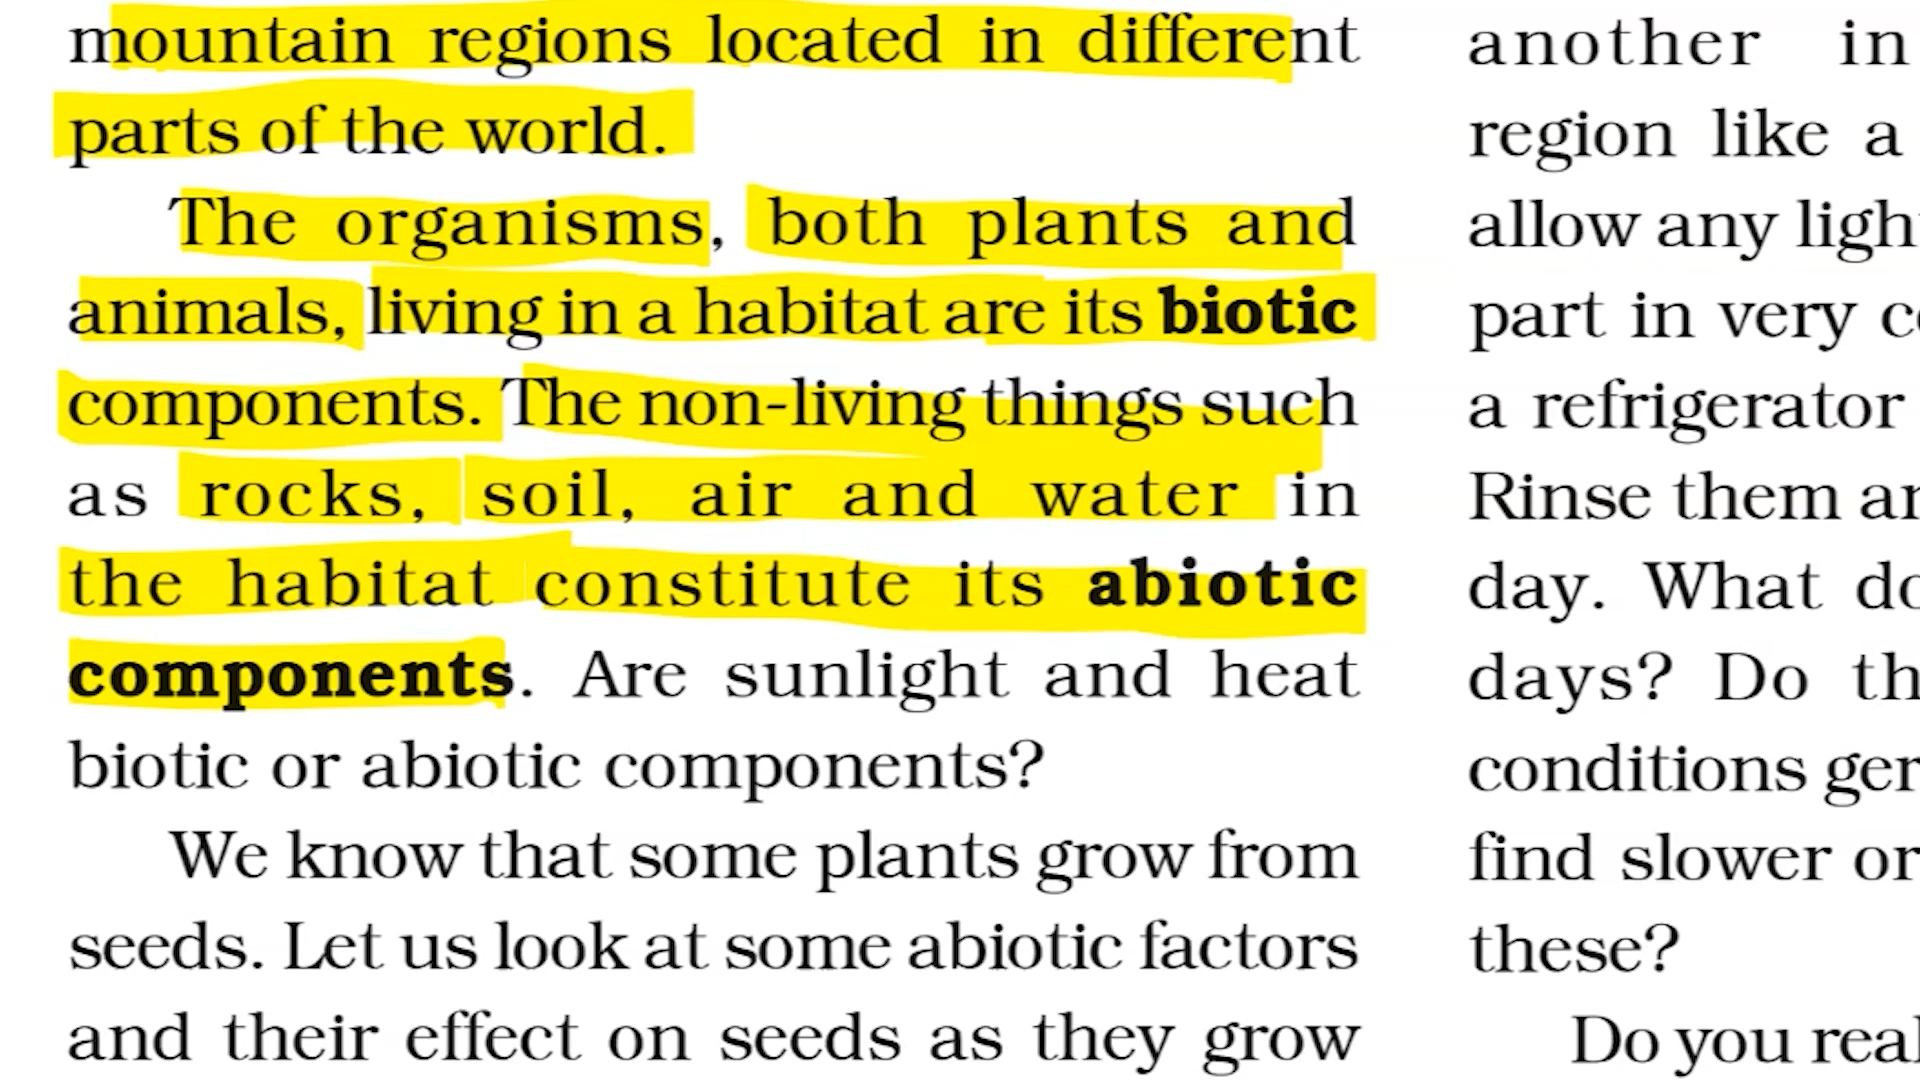 mountain regions located in different
parts of the world.
The organisms, both plants and
animals, living in a habitat are its biotic
components. The non-living things such
as rocks, soil, air and water in
the habitat constitute its abiotic
components. Are sunlight and heat
biotic or abiotic components?
We know that some plants grow from
seeds. Let us look at some abiotic factors
and their effect on seeds as they grow
another in
region like a
allow any
part in very
a refrigerator
Rinse them
day. What
days? Do
conditions
find slower or
these?
Do you